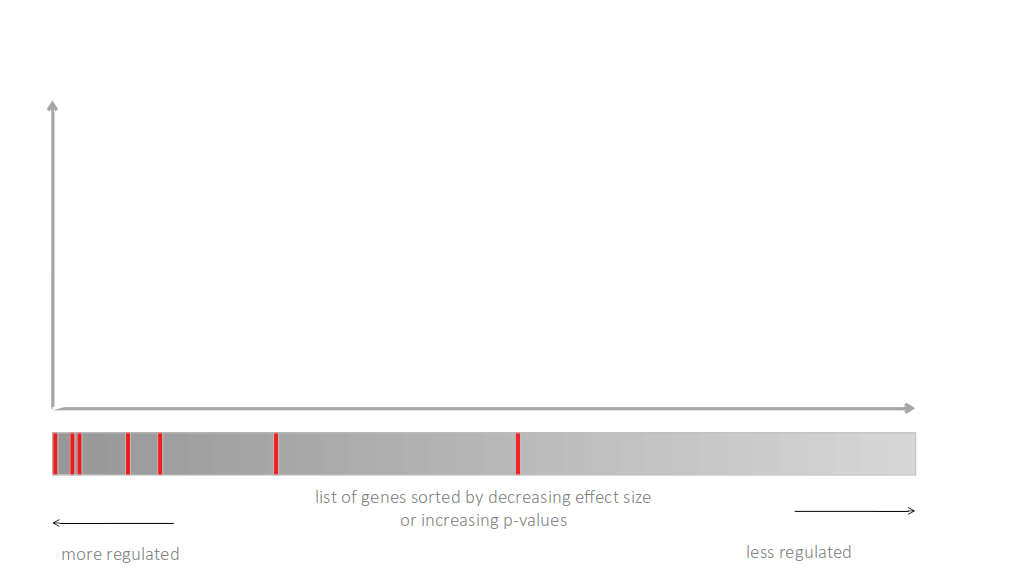 list of genes sorted by decreasing effect size
or increasing p-values
more regulated
less regulated